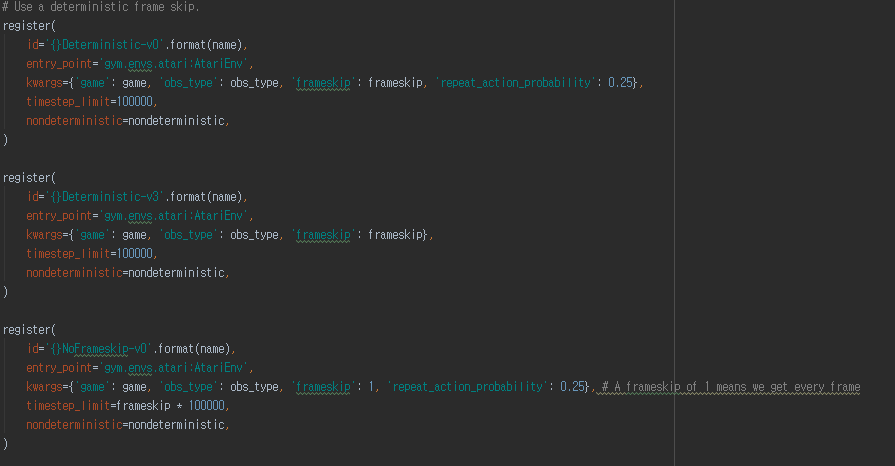 # Use a deterministic frame skip.
register(
    id='{}Deterministic-v0'.format(name),
    entry_point='gym.envs.atari:AtariEnv',
    kwargs={'game': game, 'obs_type': obs_type, 'frameskip': frameskip, 'repeat_action_probability': 0.25},
    timestep_limit=100000,
    nondeterministic=nondeterministic,
)
register(
    id='{}Deterministic-v3'.format(name),
    entry_point='gym.envs.atari:AtariEnv',
    kwargs={'game': game, 'obs_type': obs_type, 'frameskip': frameskip},
    timestep_limit=100000,
    nondeterministic=nondeterministic,
)
register(
    id='{}NoFrameskip-v0'.format(name),
    entry_point='gym.envs.atari:AtariEnv',
    kwargs={'game': game, 'obs_type': obs_type, 'frameskip': 1, 'repeat_action_probability': 0.25}, # A frameskip of 1 means we get every frame
    timestep_limit=frameskip * 100000,
    nondeterministic=nondeterministic,
)